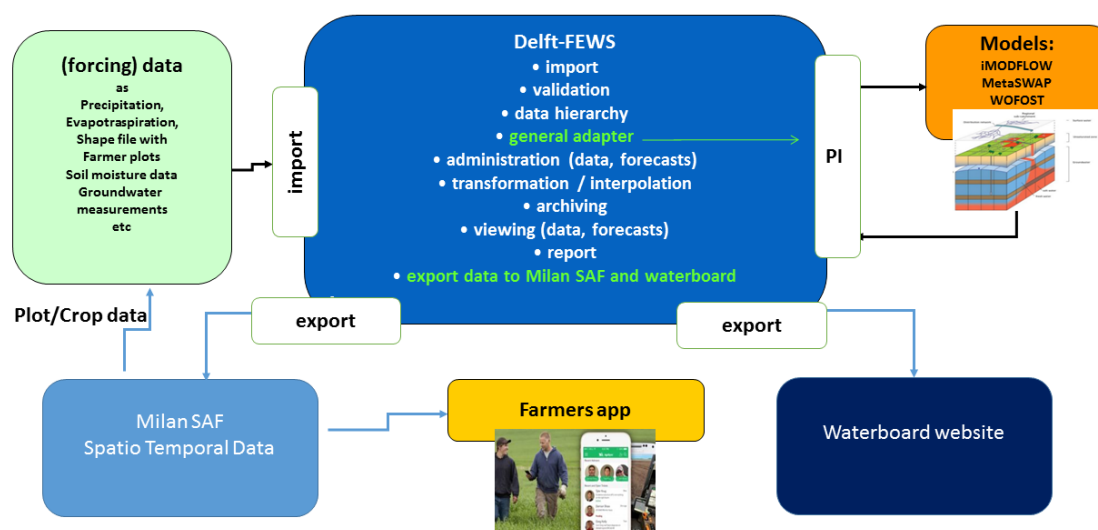 (forcing) data
as
Precipitation,
Evapotraspiration,
Shape file with
Farmer plots
Soil moisture data
Groundwater
measurements
etc
import
Delft-FEWS
• import
• validation
• data hierarchy
• general adapter
• administration (data, forecasts)
• transformation / interpolation
• archiving
• viewing (data, forecasts)
• report
• export data to Milan SAF and waterboard
PI
Models:
iMODFLOW
MetaSWAP
WOFOST
Plot/Crop data
export
export
Milan SAF
Spatio Temporal Data
Farmers app
Waterboard website